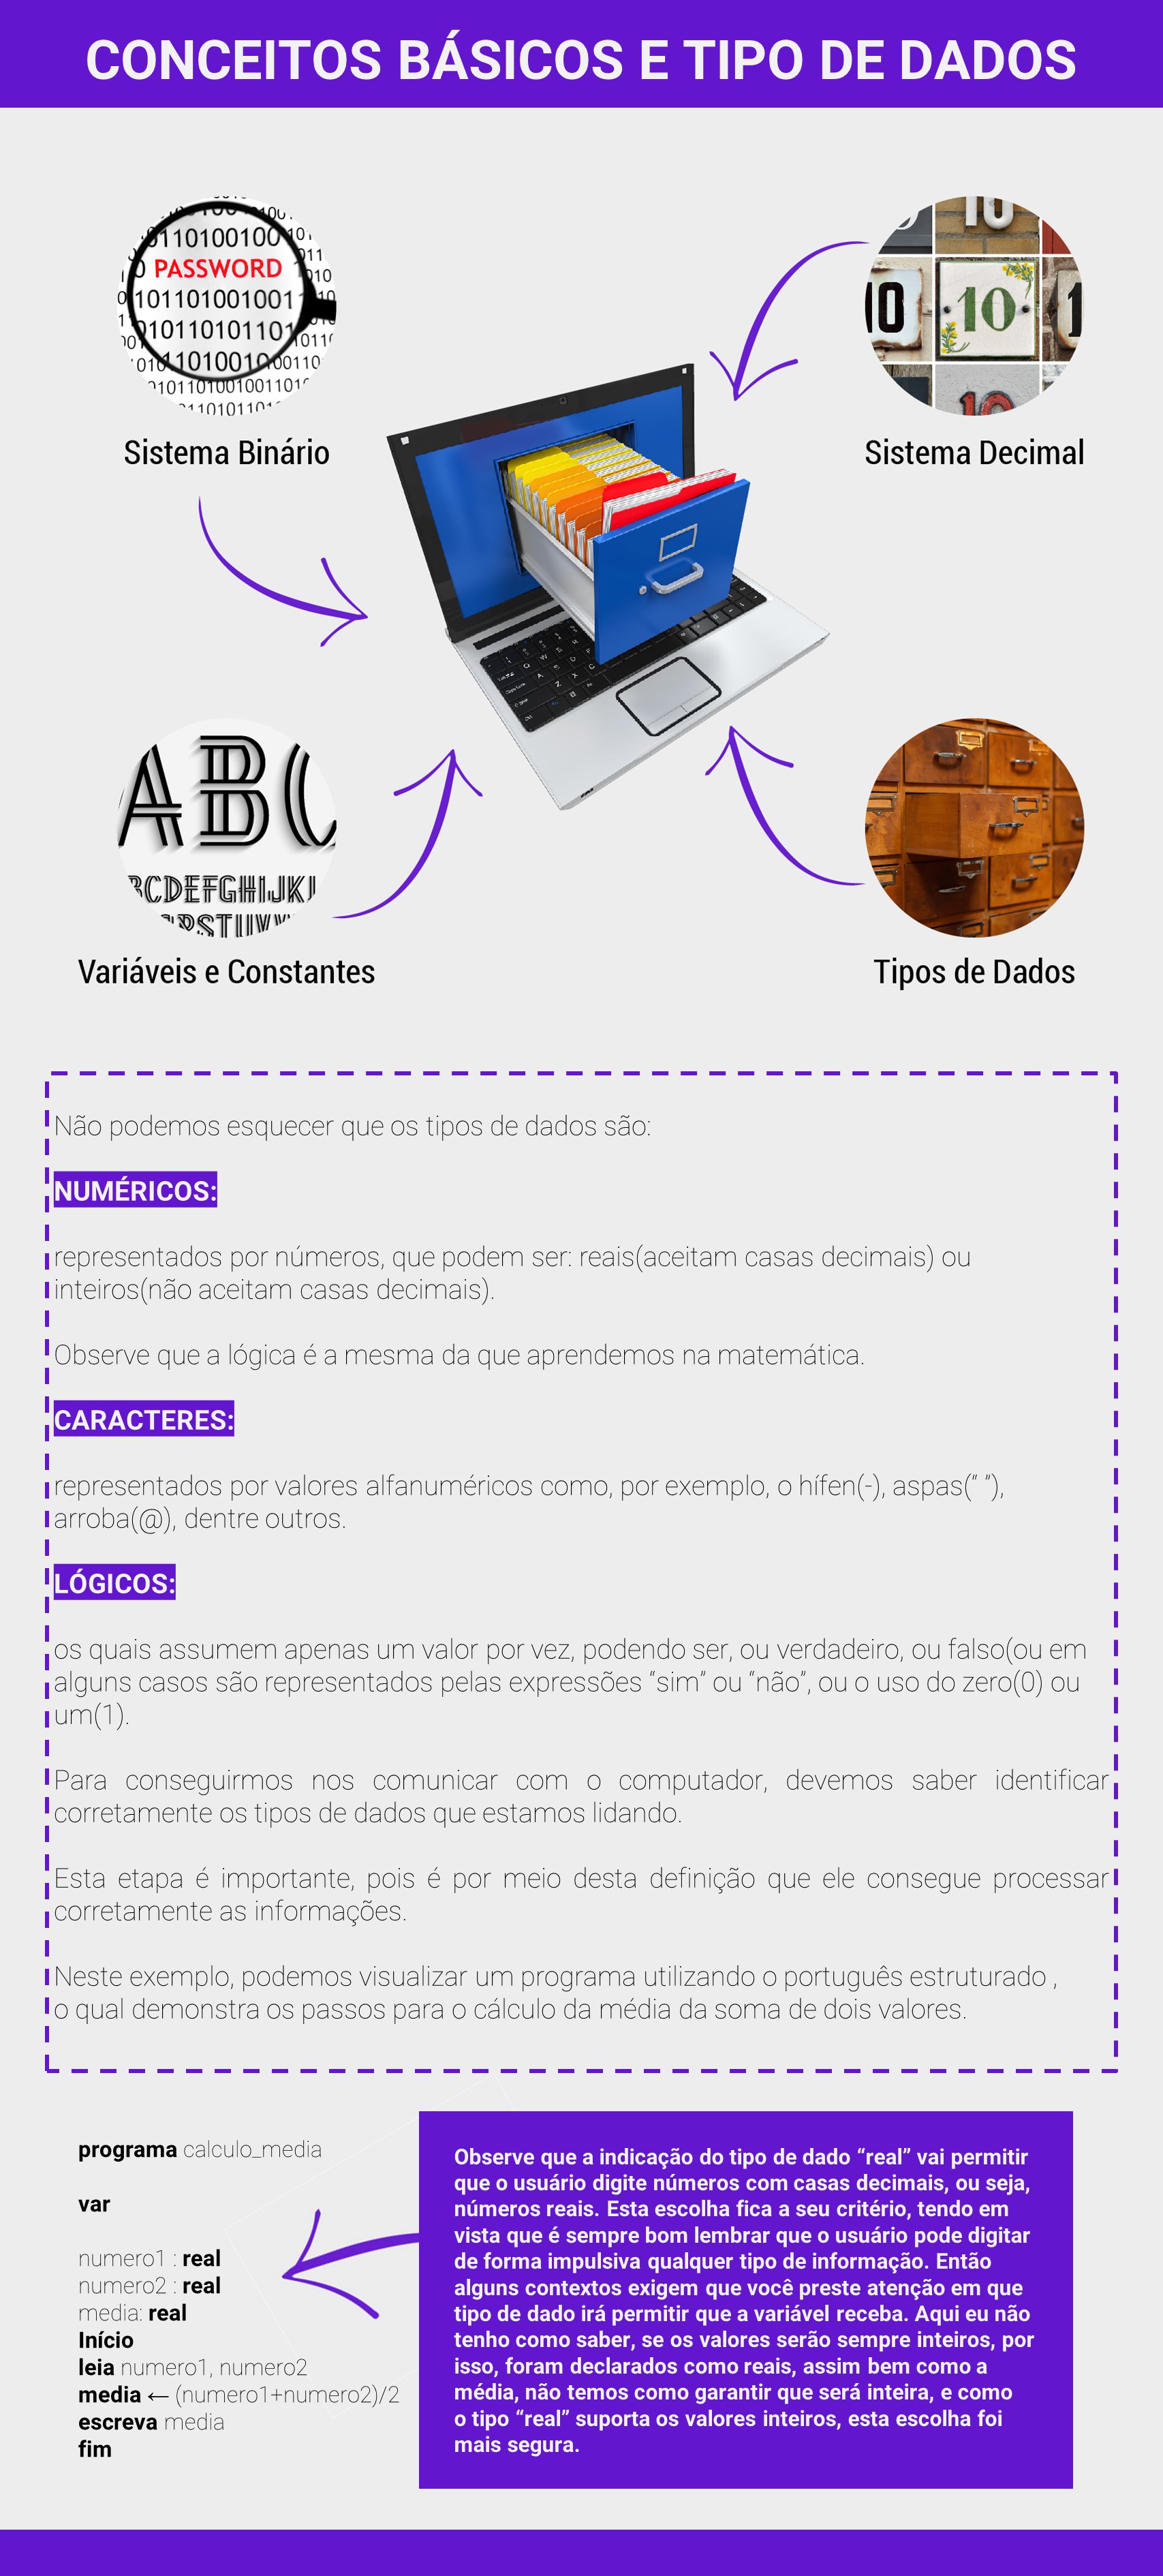 CONCEITOS BÁSICOS E TIPO DE DADOS
110100100
PASSWORD
101101001001
010110101101
1101001001
10
10
10
10
Sistema Binário
Sistema Decimal
ABC
BCDEFGHIJKL
Variáveis e Constantes
Tipos de Dados
Não podemos esquecer que os tipos de dados são:
NUMÉRICOS:
representados por números, que podem ser: reais(aceitam casas decimais) ou
inteiros(não aceitam casas decimais).
Observe que a lógica é a mesma da que aprendemos na matemática.
CARACTERES:
representados por valores alfanuméricos como, por exemplo, o hífen(-), aspas(“ ”),
arroba(@), dentre outros.
LÓGICOS:
os quais assumem apenas um valor por vez, podendo ser, ou verdadeiro, ou falso(ou em
alguns casos são representados pelas expressões “sim” ou “não”, ou o uso do zero(0) ou
um(1).
Para conseguirmos nos comunicar com o computador, devemos saber identificar
corretamente os tipos de dados que estamos lidando.
Esta etapa é importante, pois é por meio desta definição que ele consegue processar
corretamente as informações.
Neste exemplo, podemos visualizar um programa utilizando o português estruturado ,
o qual demonstra os passos para o cálculo da média da soma de dois valores.
programa calculo_media
var
numero1 : real
numero2 : real
media: real
Início
leia numero1, numero2
media ← (numero1+numero2)/2
escreva media
fim
Observe que a indicação do tipo de dado “real” vai permitir
que o usuário digite números com casas decimais, ou seja,
números reais. Esta escolha fica a seu critério, tendo em
vista que é sempre bom lembrar que o usuário pode digitar
de forma impulsiva qualquer tipo de informação. Então
alguns contextos exigem que você preste atenção em que
tipo de dado irá permitir que a variável receba. Aqui eu não
tenho como saber, se os valores serão sempre inteiros, por
isso, foram declarados como reais, assim bem como a
média, não temos como garantir que será inteira, e como
o tipo “real” suporta os valores inteiros, esta escolha foi
mais segura.